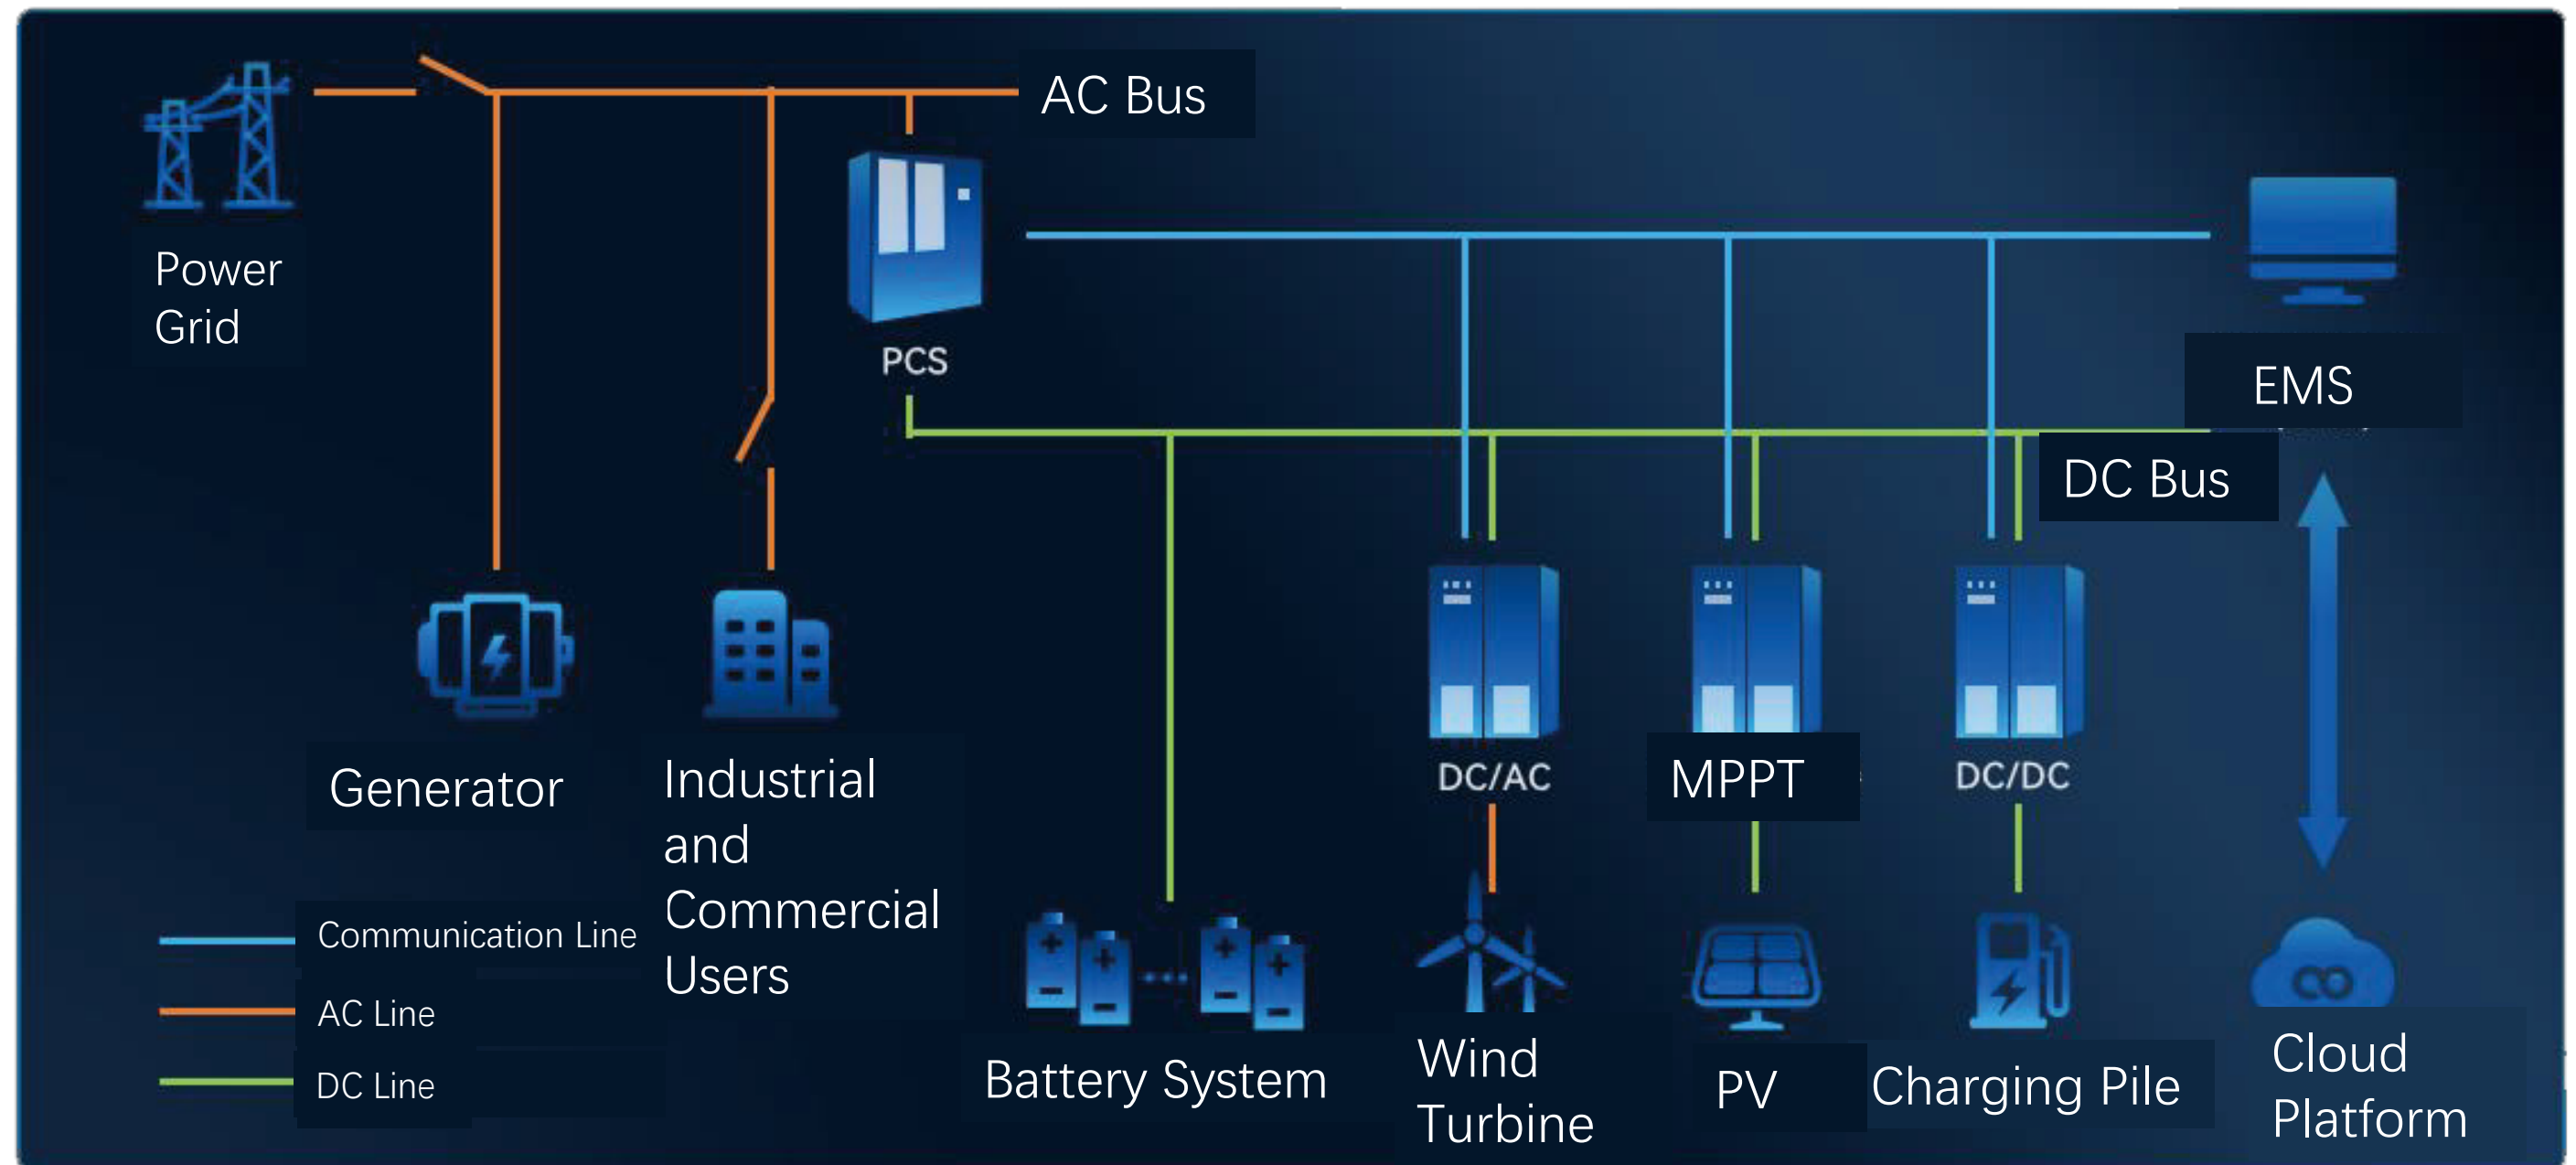 AC Bus
Power
Grid
PCS
EMS
DC Bus
Generator
Industrial
and
Commercial
Users
DC/AC
MPPT
DC/DC
Communication Line
AC Line
DC Line
Battery System
Wind
Turbine
PV
Charging Pile
Cloud
Platform